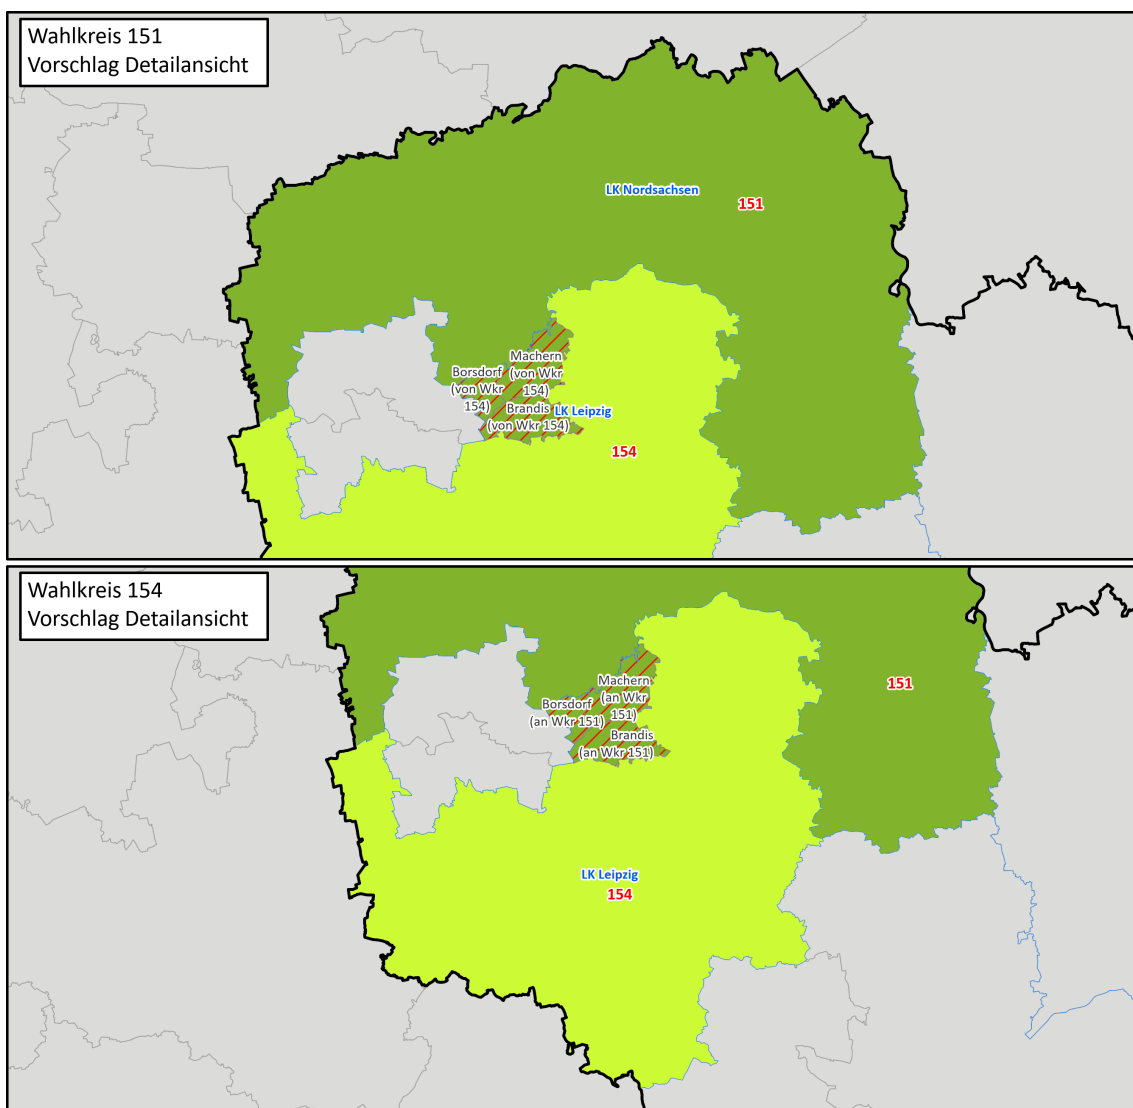 Wahlkreis 151
Vorschlag Detailansicht
LK Nordsachsen
151
Machern
(von Wkr
154)
Borsdorf
(von Wkr
154)
Brandis
(von Wkr 154)
LK Leipzig
154
Wahlkreis 154
Vorschlag Detailansicht
Machern
(an Wkr
151)
151
Borsdorf
(an Wkr 151)
Brandis
(an Wkr 151)
LK Leipzig
154